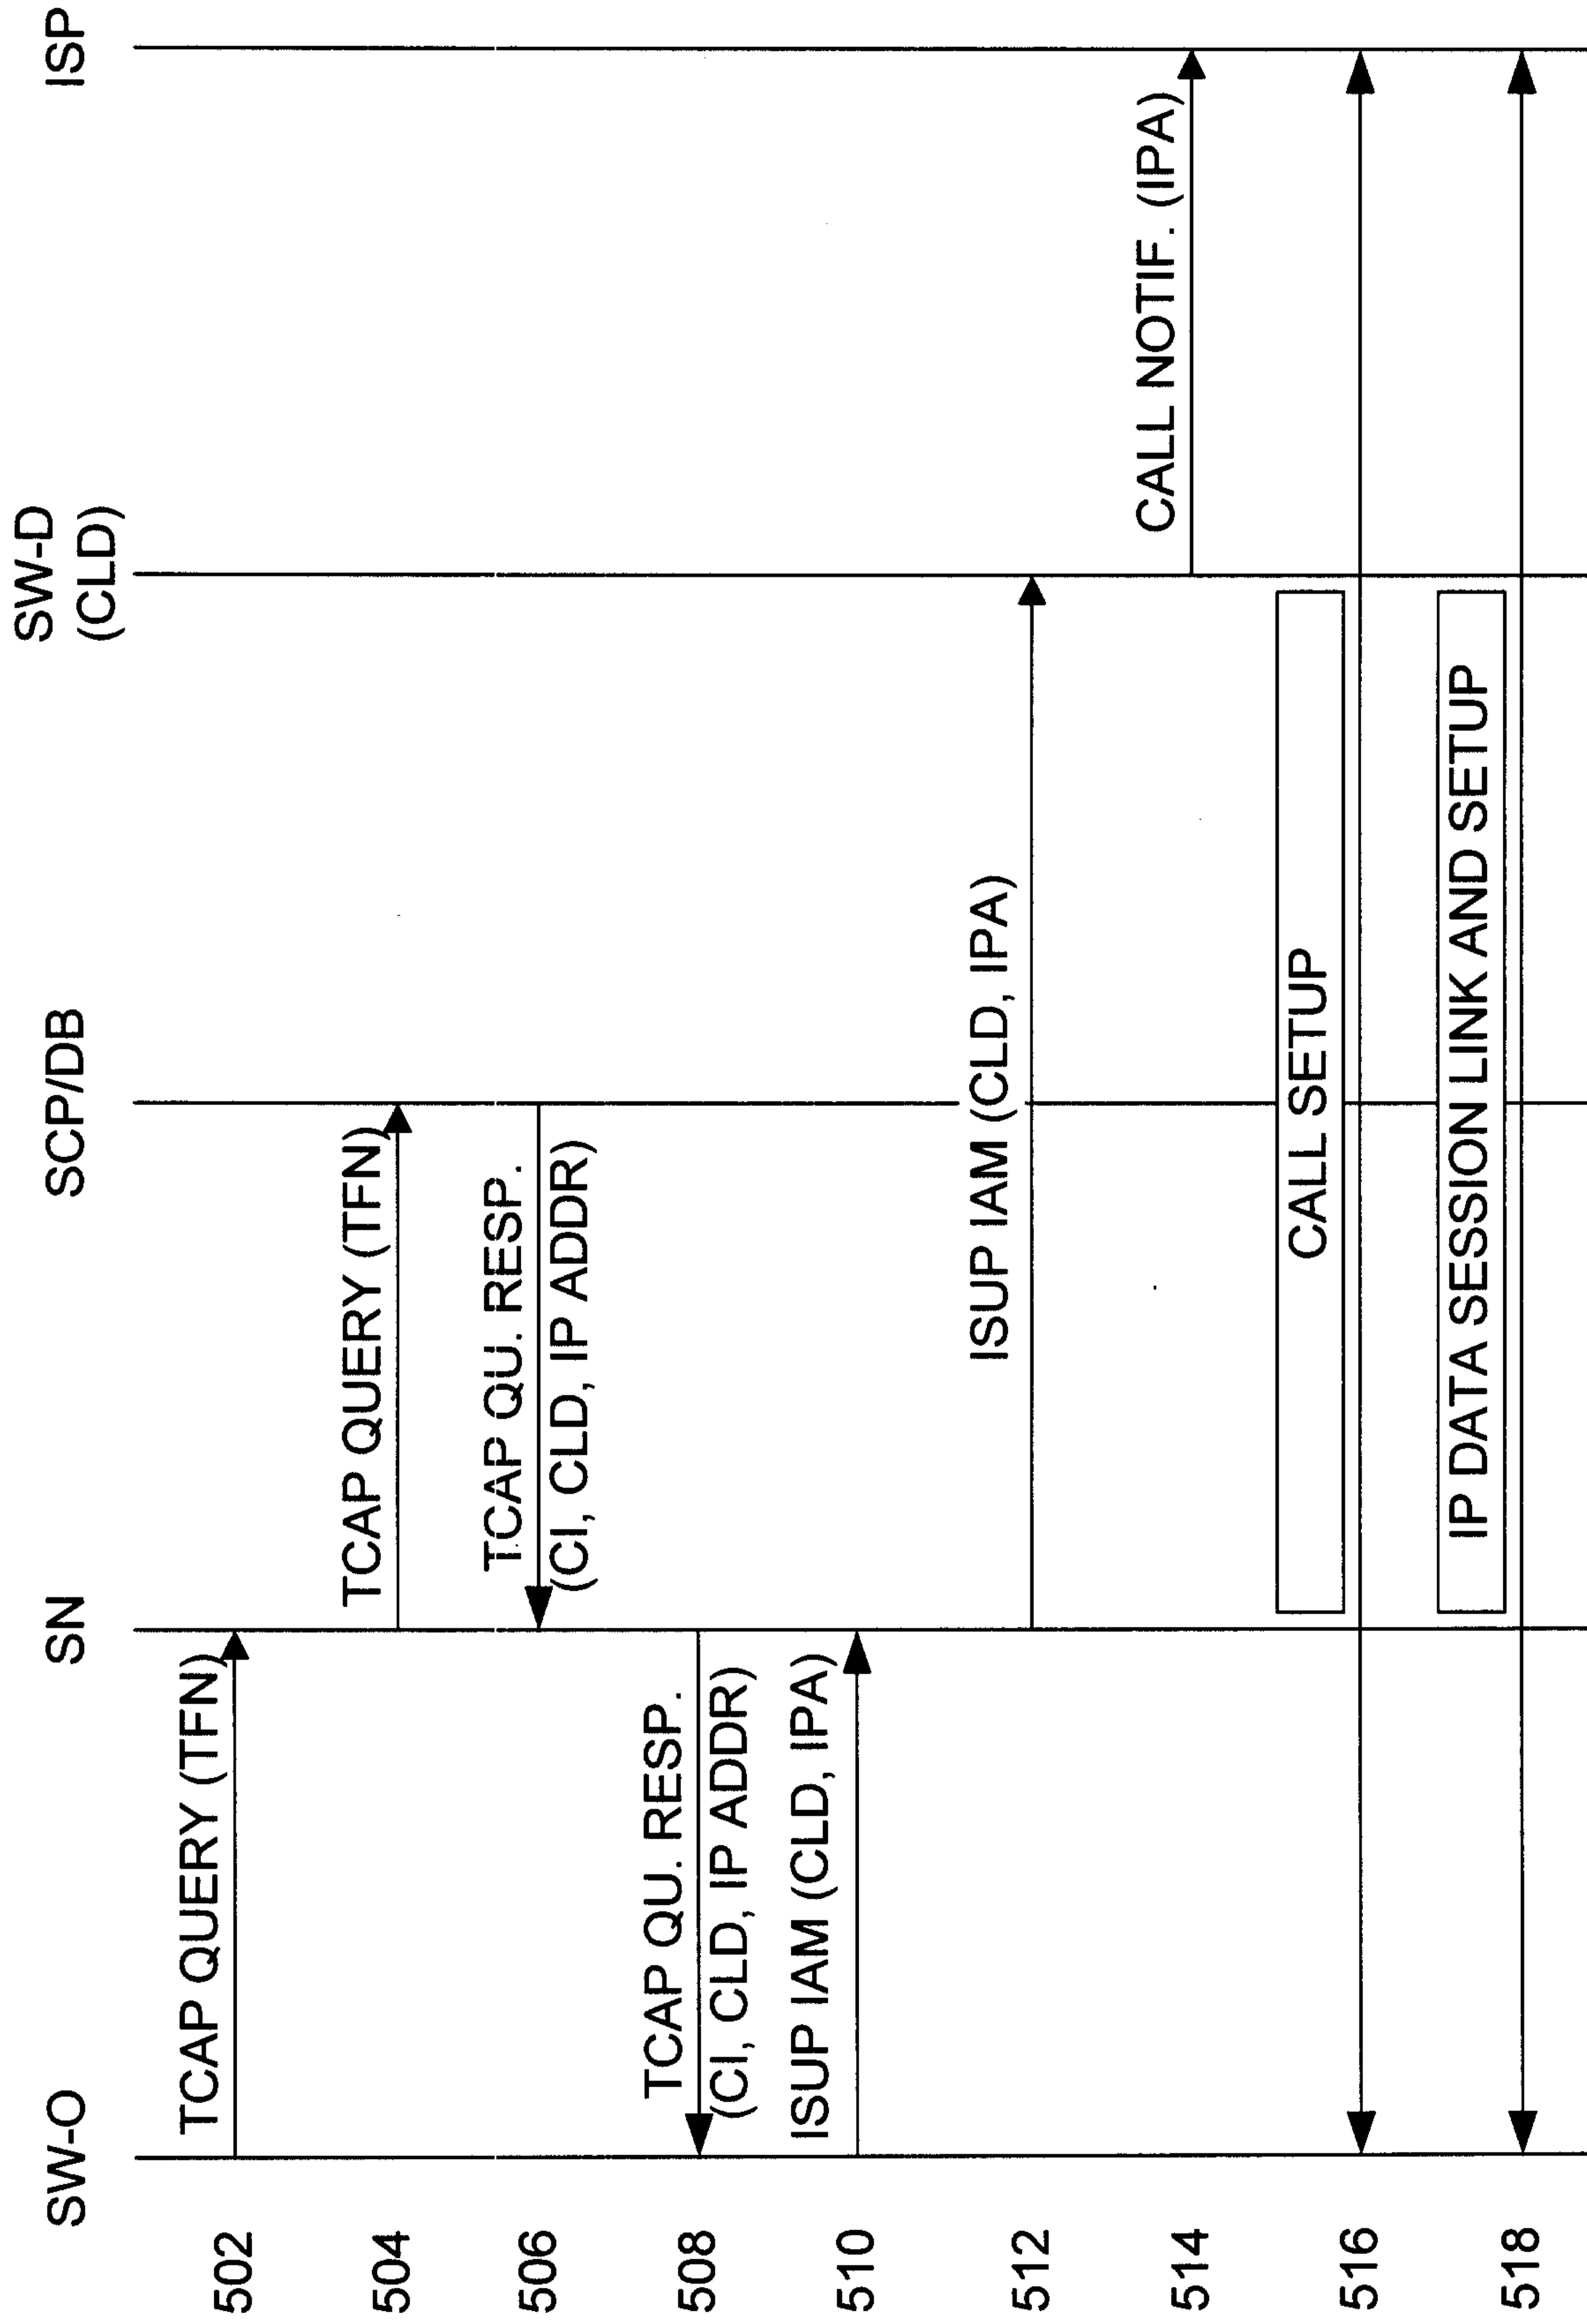 SW-O
SN
SCP/DB
SW-D
(CLD)
ISP
502
TCAP QUERY (TFN)
504
TCAP QUERY (TFN)
506
TCAP QU. RESP.
(CI, CLD, IP ADDR)
508
TCAP QU. RESP.
(CI, CLD, IP ADDR)
510
ISUP IAM (CLD, IPA)
512
ISUP IAM (CLD, IPA)
514
CALL NOTIF. (IPA)
516
CALL SETUP
518
IP DATA SESSION LINK AND SETUP